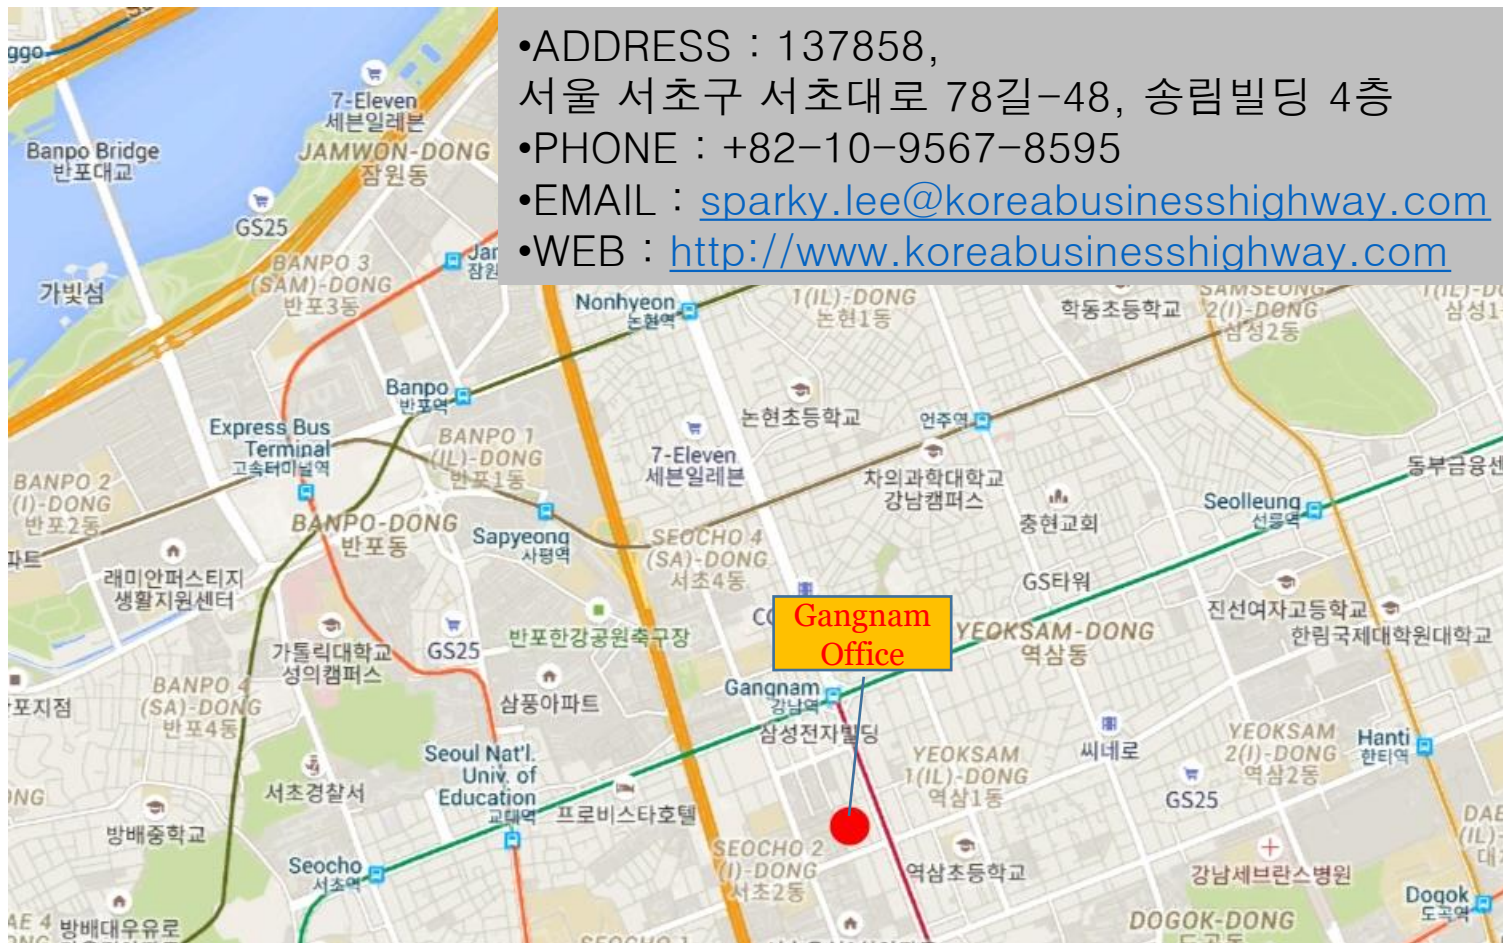 •ADDRESS : 137858,
서울 서초구 서초대로 78길-48, 송림빌딩 4층
•PHONE : +82-10-9567-8595
•EMAIL : sparky.lee@koreabusinesshighway.com
•WEB : http://www.koreabusinesshighway.com
ggo
7-Eleven
세븐일레븐
Banpo Bridge
반포대교
JAMWON-DONG
잠원동
GS25
BANPO 3
(SAM)-DONG
반포3동
가빛섬
Nonhyeon
논현역
1(IL)-DONG
논현1동
학동초등학교
SAMSEONG
2(I)-DONG
삼성2동
Banpo
반포역
Express Bus
Terminal
고속터미널역
BANPO 1
(IL)-DONG
반포1동
논현초등학교
언주역
7-Eleven
세븐일레븐
차의과학대학교
강남캠퍼스
충현교회
Seolleung
선릉역
동부금융센
BANPO 2
(I)-DONG
반포2동
파트
BANPO-DONG
반포동
Sapyeong
사평역
SEOCHO 4
(SA)-DONG
서초4동
래미안퍼스티지
생활지원센터
GS타워
진선여자고등학교
한림국제대학원대학교
가톨릭대학교
성의캠퍼스
GS25
반포한강공원축구장
Gangnam
Office
YEOKSAM-DONG
역삼동
포지점
BANPO 4
(SA)-DONG
반포4동
삼풍아파트
Gangnam
강남역
삼성전자빌딩
Seoul Nat'l.
Univ. of
Education
교대역
서초경찰서
프로비스타호텔
YEOKSAM
1(IL)-DONG
역삼1동
씨네로
YEOKSAM
2(I)-DONG
역삼2동
Hanti
한티역
GS25
방배중학교
Seocho
서초역
SEOCHO 2
(I)-DONG
서초2동
역삼초등학교
강남세브란스병원
Dogok
도곡역
방배대우유로
DOGOK-DONG